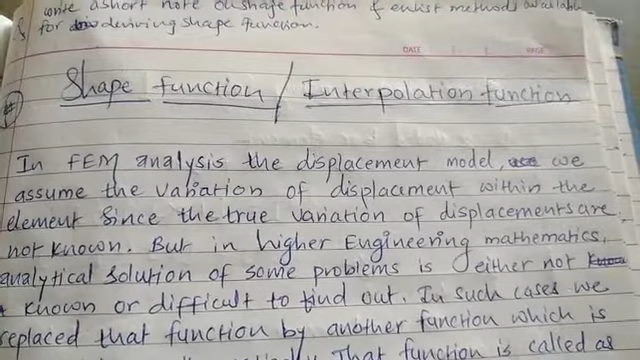 write a short note on shape function & enlist methods available
for deriving shape function.
DATE PAGE
Shape function / Interpolation function
In FEM analysis the displacement model, we
assume the variation of displacement within the
element since the true variation of displacements are
not known. But in higher Engineering mathematics,
analytical solution of some problems is either not
known or difficult to find out. In such cases we
replaced that function by another function which is
That function is called as